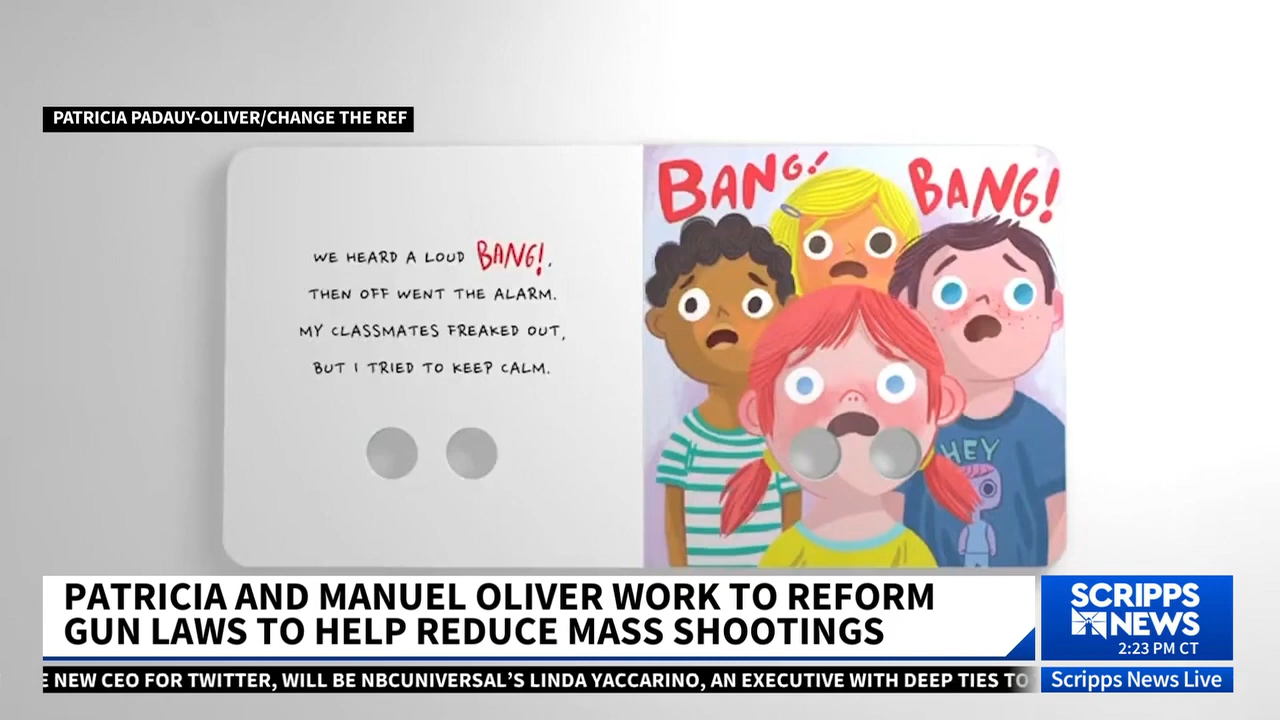 PATRICIA PADAUY-OLIVER/CHANGE THE REF
WE HEARD A LOUD BANG!,
THEN OFF WENT THE ALARM.
MY CLASSMATES FREAKED OUT,
BUT I TRIED TO KEEP CALM.
BANG! BANG!
HEY
PATRICIA AND MANUEL OLIVER WORK TO REFORM
GUN LAWS TO HELP REDUCE MASS SHOOTINGS
SCRIPPS
NEWS
2:23 PM CT
E NEW CEO FOR TWITTER, WILL BE NBCUNIVERSAL'S LINDA YACCARINO, AN EXECUTIVE WITH DEEP TIES TO
Scripps News Live